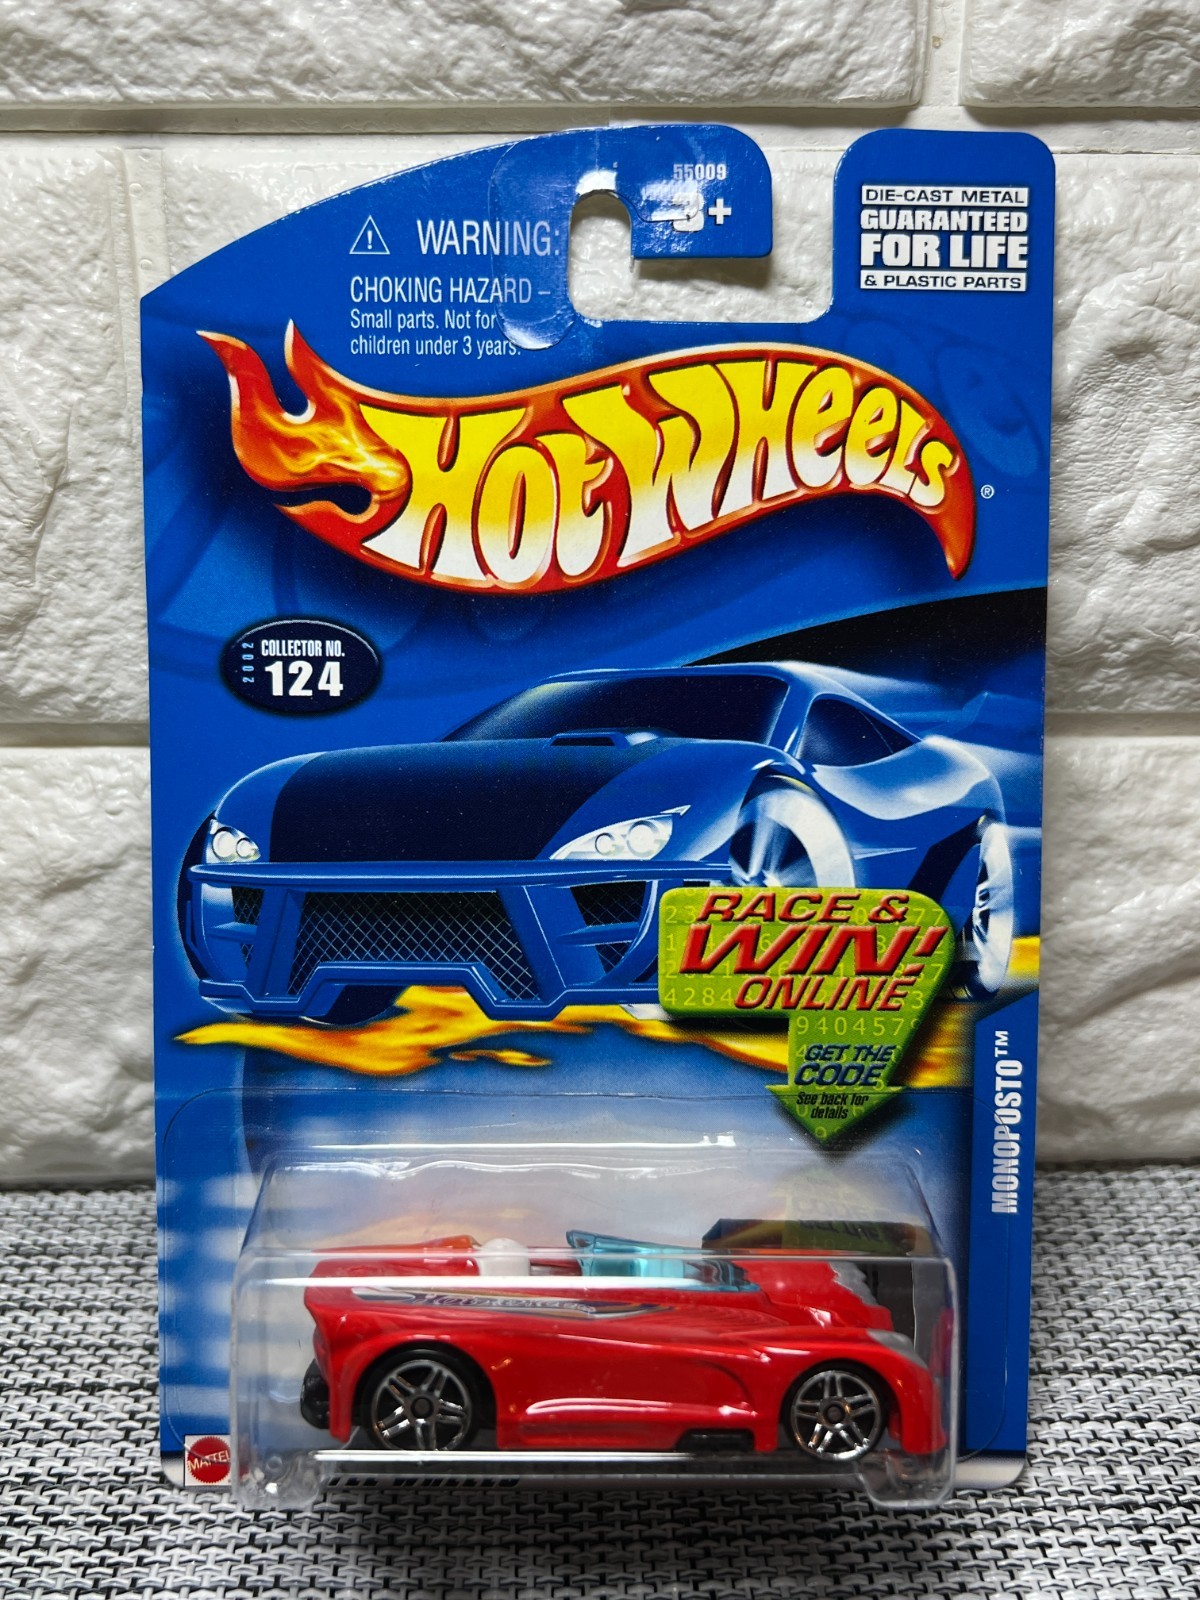 55009
3+
WARNING:
CHOKING HAZARD –
Small parts. Not for
children under 3 years.
DIE-CAST METAL
GUARANTEED
FOR LIFE
& PLASTIC PARTS
HOT WHEELS®
2002
COLLECTOR NO.
124
RACE &
WIN!
ONLINE
GET THE
CODE
See back for
details
MONOPOSTO™
MATTEL